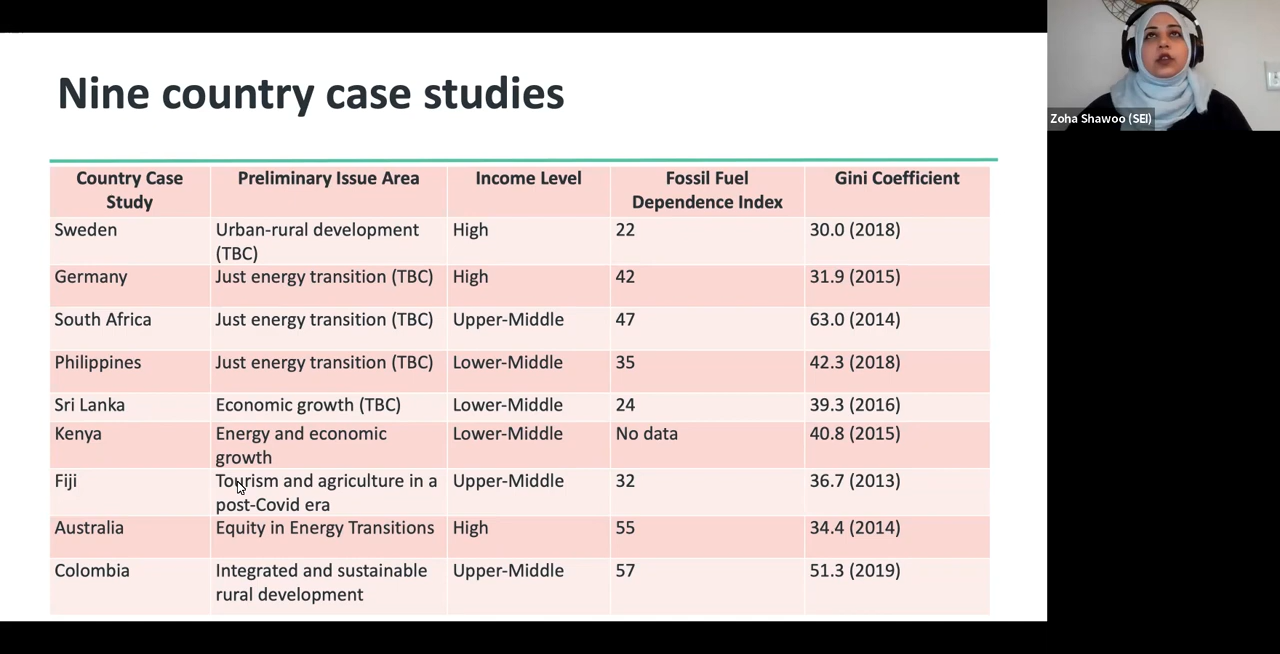 Nine country case studies
Country Case Study | Preliminary Issue Area | Income Level | Fossil Fuel Dependence Index | Gini Coefficient
Sweden | Urban-rural development (TBC) | High | 22 | 30.0 (2018)
Germany | Just energy transition (TBC) | High | 42 | 31.9 (2015)
South Africa | Just energy transition (TBC) | Upper-Middle | 47 | 63.0 (2014)
Philippines | Just energy transition (TBC) | Lower-Middle | 35 | 42.3 (2018)
Sri Lanka | Economic growth (TBC) | Lower-Middle | 24 | 39.3 (2016)
Kenya | Energy and economic growth | Lower-Middle | No data | 40.8 (2015)
Fiji | Tourism and agriculture in a post-Covid era | Upper-Middle | 32 | 36.7 (2013)
Australia | Equity in Energy Transitions | High | 55 | 34.4 (2014)
Colombia | Integrated and sustainable rural development | Upper-Middle | 57 | 51.3 (2019)
Zoha Shawoo (SEI)